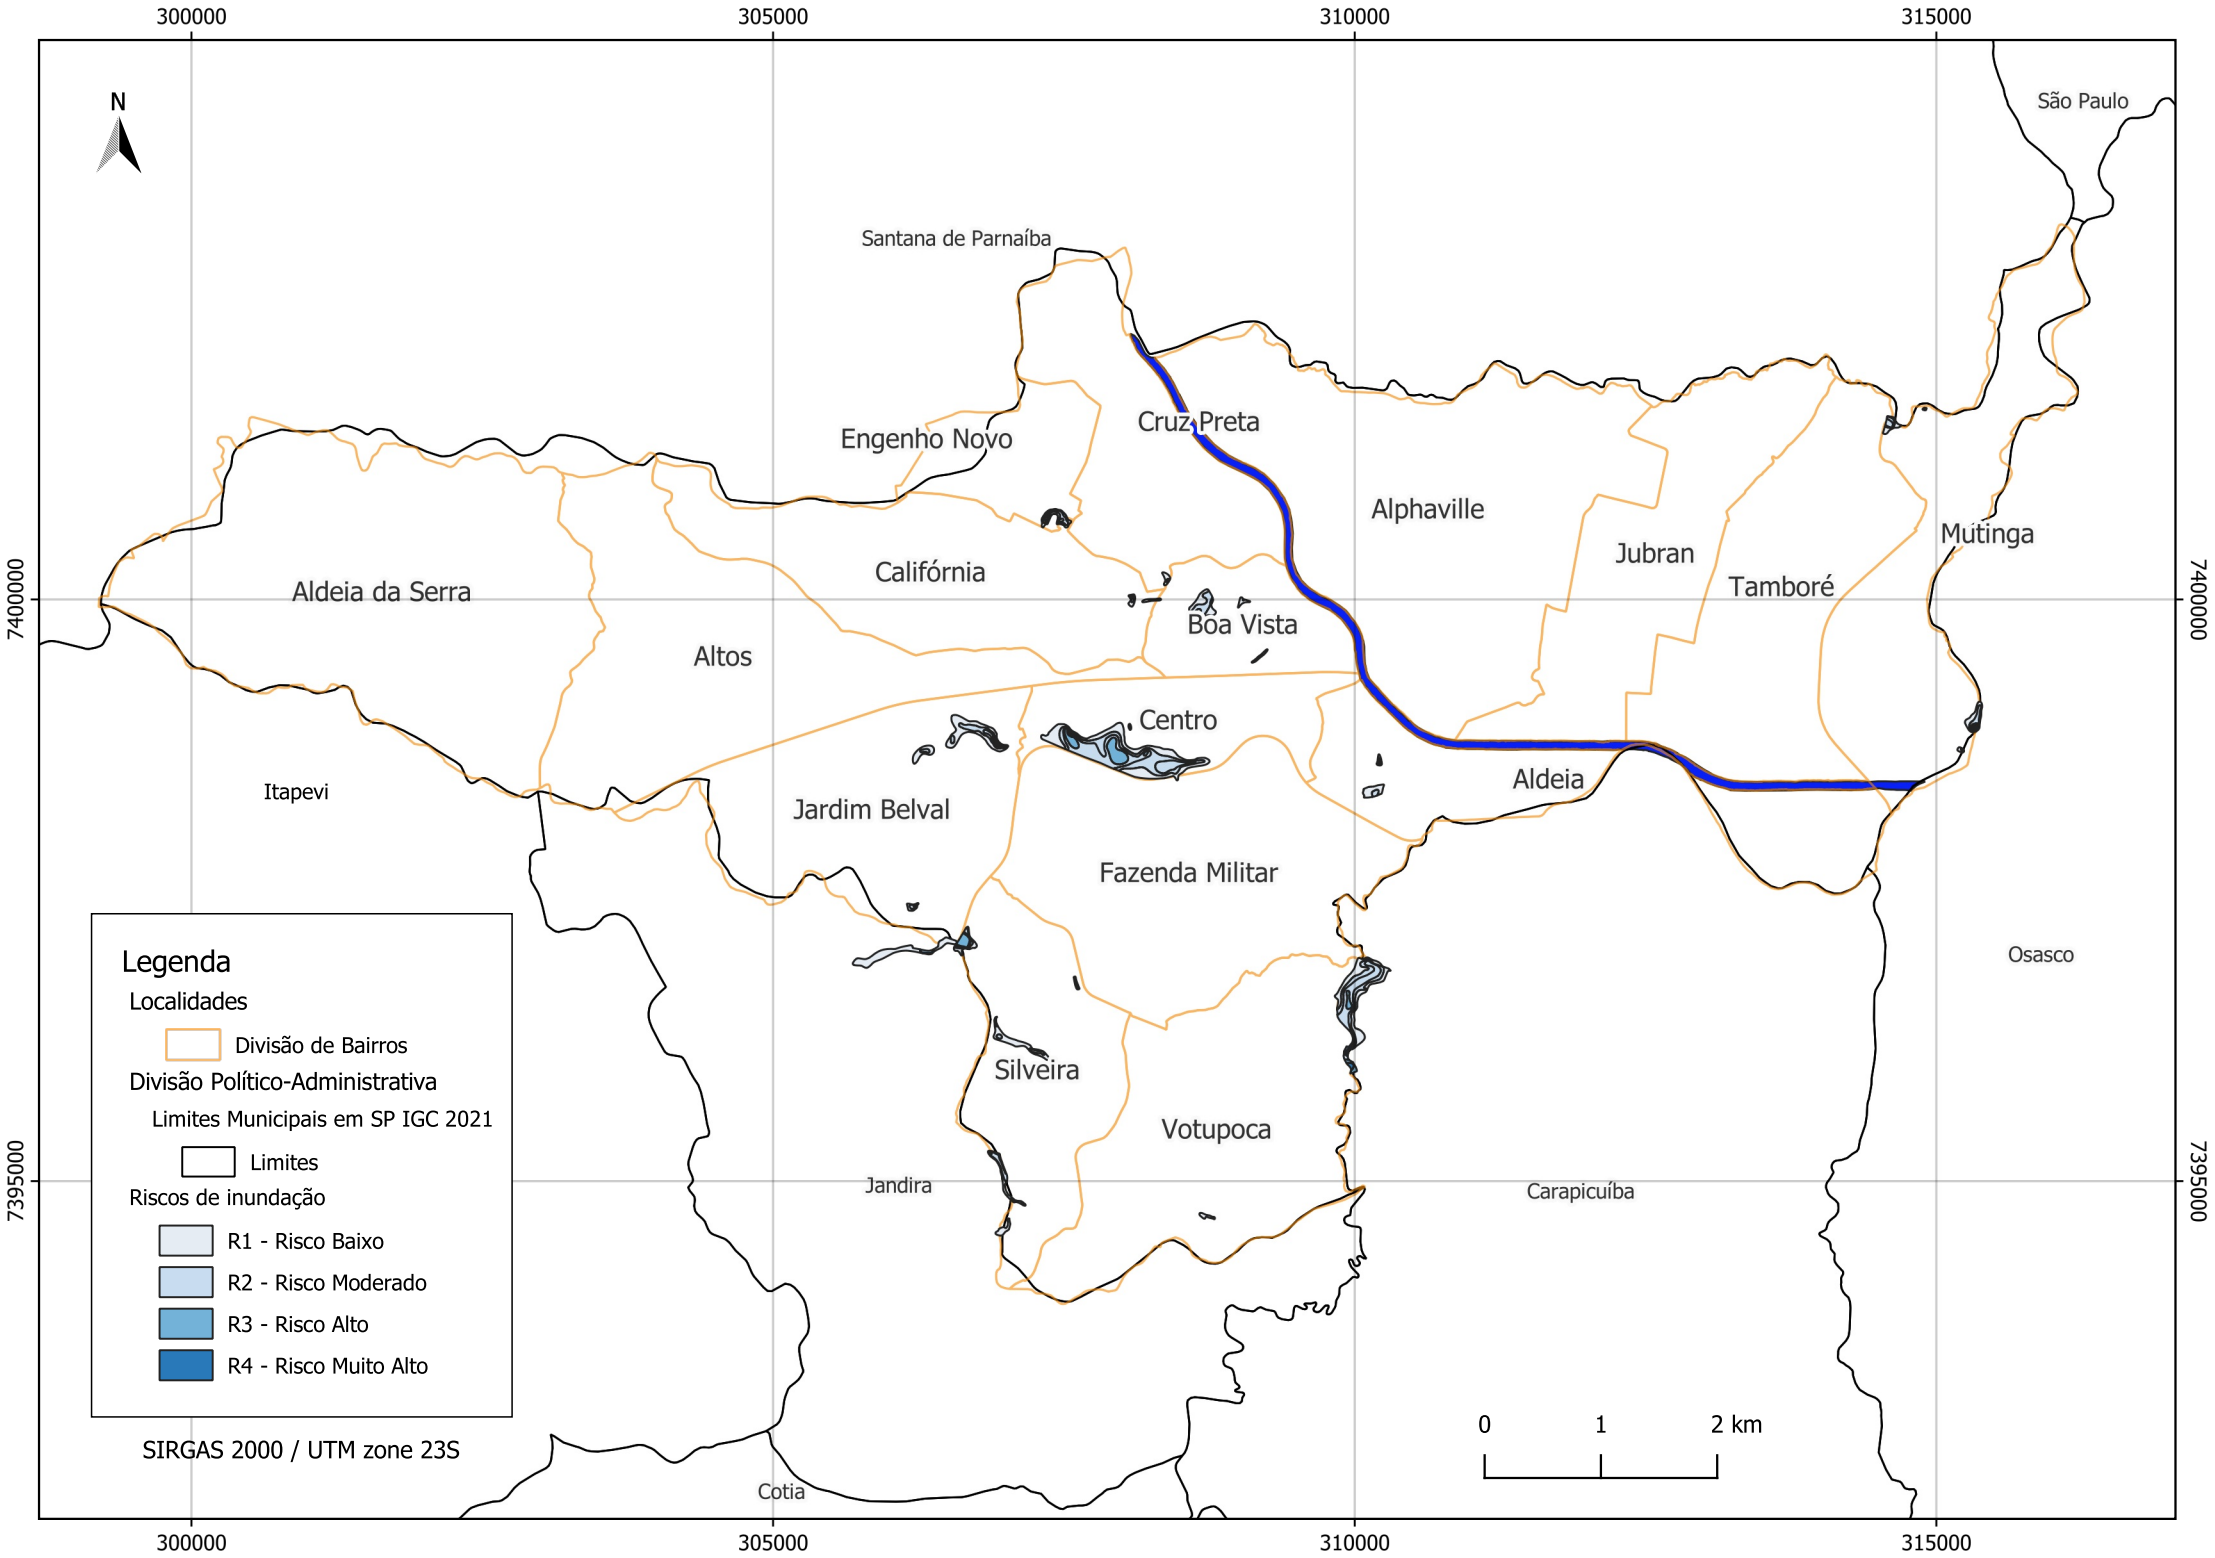 300000
305000
310000
315000
São Paulo
N
Santana de Parnaíba
Cruz Preta
Engenho Novo
Alphaville
Mutinga
Jubran
Califórnia
Tamboré
Aldeia da Serra
7400000
7400000
Boa Vista
Altos
Centro
Aldeia
Itapevi
Jardim Belval
Fazenda Militar
Osasco
Legenda
Localidades
Divisão de Bairros
Divisão Político-Administrativa
Limites Municipais em SP IGC 2021
Limites
Riscos de inundação
R1 - Risco Baixo
R2 - Risco Moderado
R3 - Risco Alto
R4 - Risco Muito Alto
Silveira
Votupoca
7395000
7395000
Jandira
Carapicuíba
0 1 2 km
SIRGAS 2000 / UTM zone 23S
Cotia
300000
305000
310000
315000